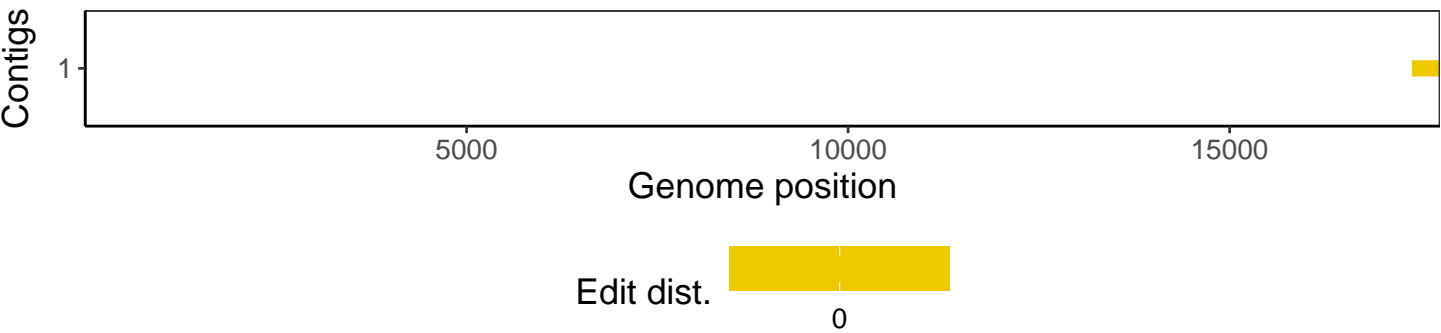 Contigs
1
5000 10000 15000
Genome position
Edit dist.
0